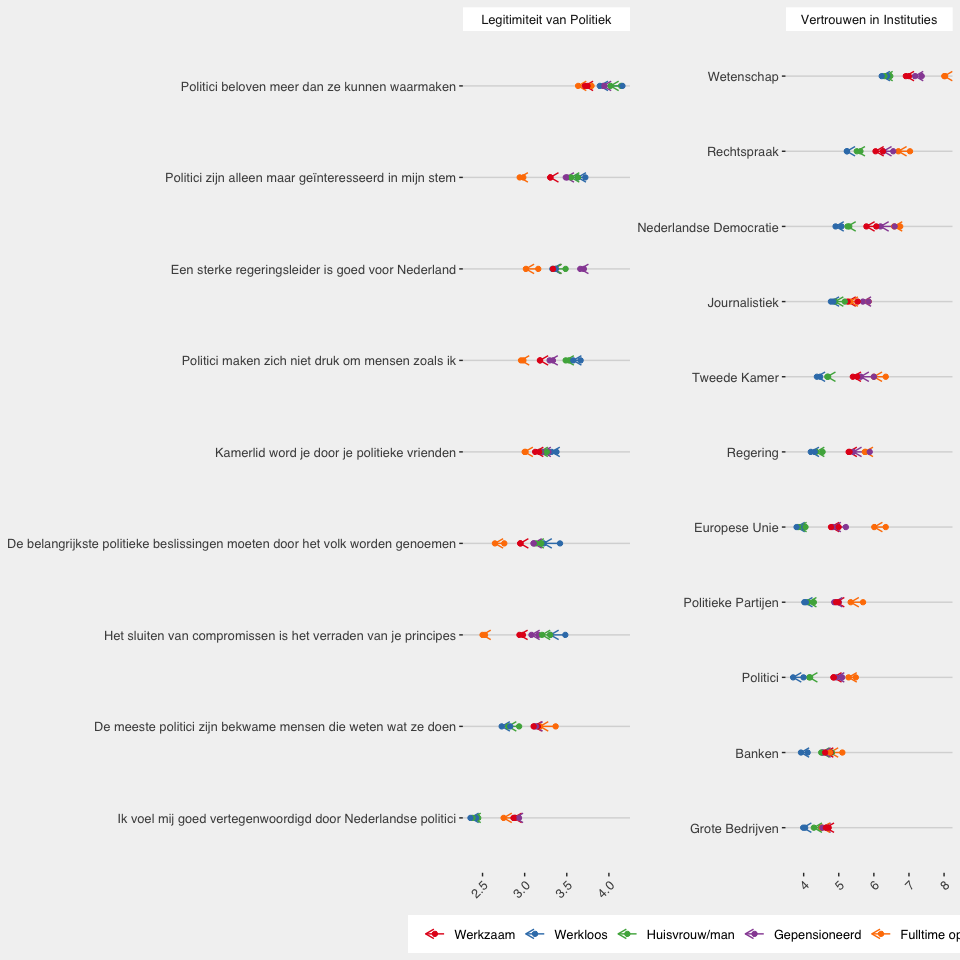 Legitimiteit van Politiek
Politici beloven meer dan ze kunnen waarmaken
Politici zijn alleen maar geïnteresseerd in mijn stem
Een sterke regeringsleider is goed voor Nederland
Politici maken zich niet druk om mensen zoals ik
Kamerlid word je door je politieke vrienden
De belangrijkste politieke beslissingen moeten door het volk worden genoemen
Het sluiten van compromissen is het verraden van je principes
De meeste politici zijn bekwame mensen die weten wat ze doen
Ik voel mij goed vertegenwoordigd door Nederlandse politici
2.5 3.0 3.5 4.0
Vertrouwen in Instituties
Wetenschap
Rechtspraak
Nederlandse Democratie
Journalistiek
Tweede Kamer
Regering
Europese Unie
Politieke Partijen
Politici
Banken
Grote Bedrijven
4 5 6 7 8
Werkzaam Werkloos Huisvrouw/man Gepensioneerd Fulltime op